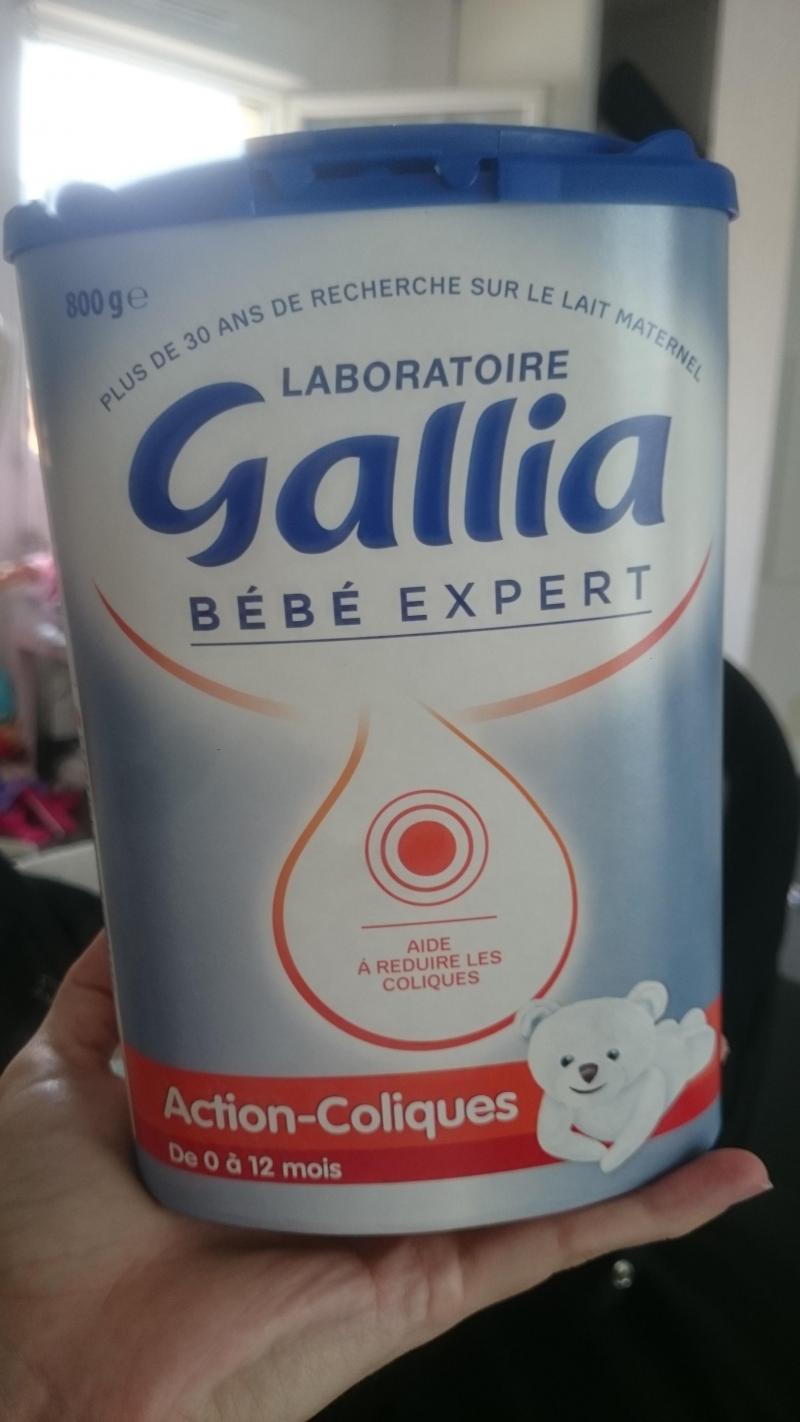 800 g e
PLUS DE 30 ANS DE RECHERCHE SUR LE LAIT MATERNEL
LABORATOIRE
Gallia
BÉBÉ EXPERT
AIDE
À REDUIRE LES
COLIQUES
Action-Coliques
De 0 à 12 mois